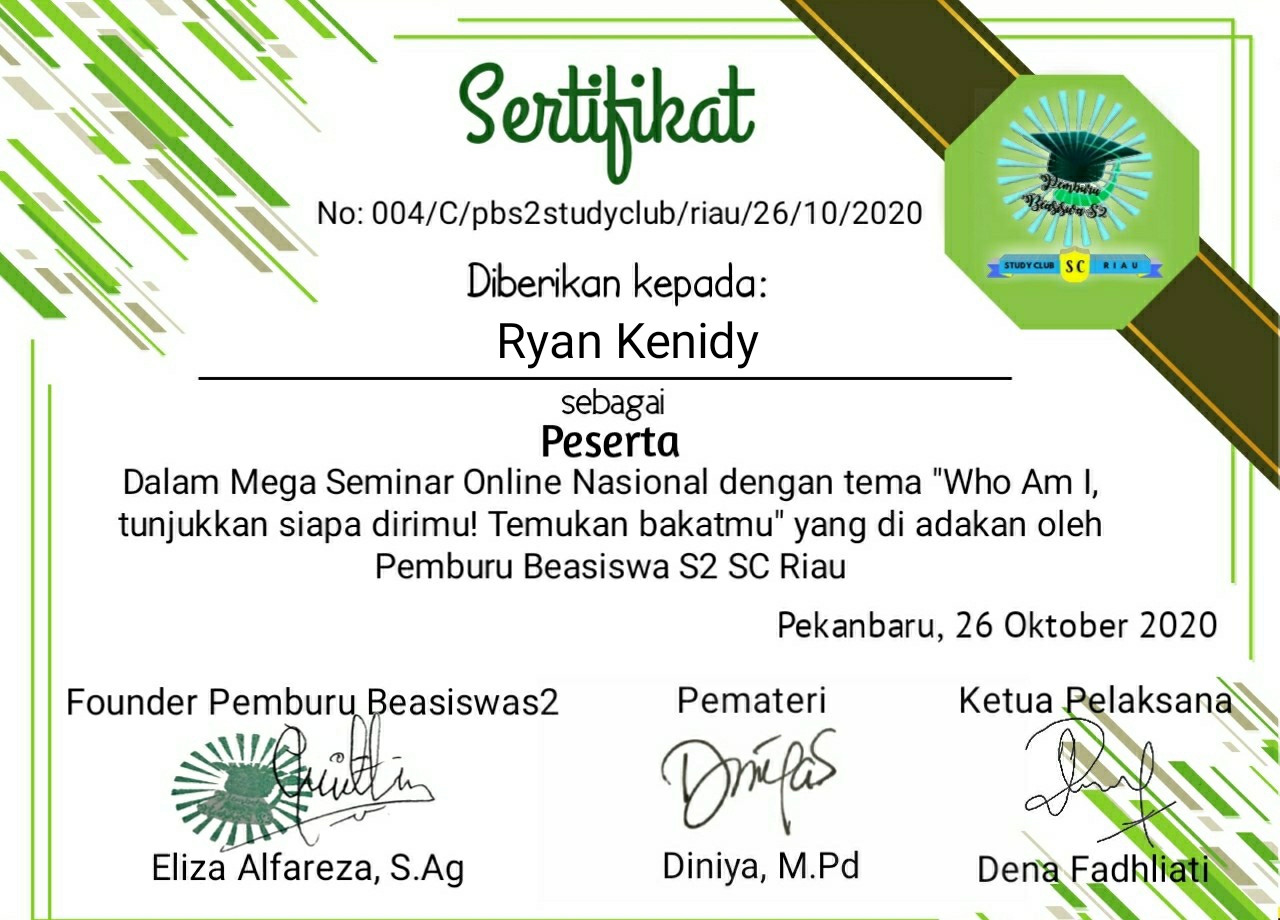 Sertifikat
No: 004/C/pbs2studyclub/riau/26/10/2020
Pemburu
Beasiswa S2
STUDY CLUB SC RIAU
Diberikan kepada:
Ryan Kenidy
sebagai
Peserta
Dalam Mega Seminar Online Nasional dengan tema "Who Am I,
tunjukkan siapa dirimu! Temukan bakatmu" yang di adakan oleh
Pemburu Beasiswa S2 SC Riau
Pekanbaru, 26 Oktober 2020
Founder Pemburu Beasiswas2
Pemateri
Ketua Pelaksana
Eliza Alfareza, S.Ag
Diniya, M.Pd
Dena Fadhliati